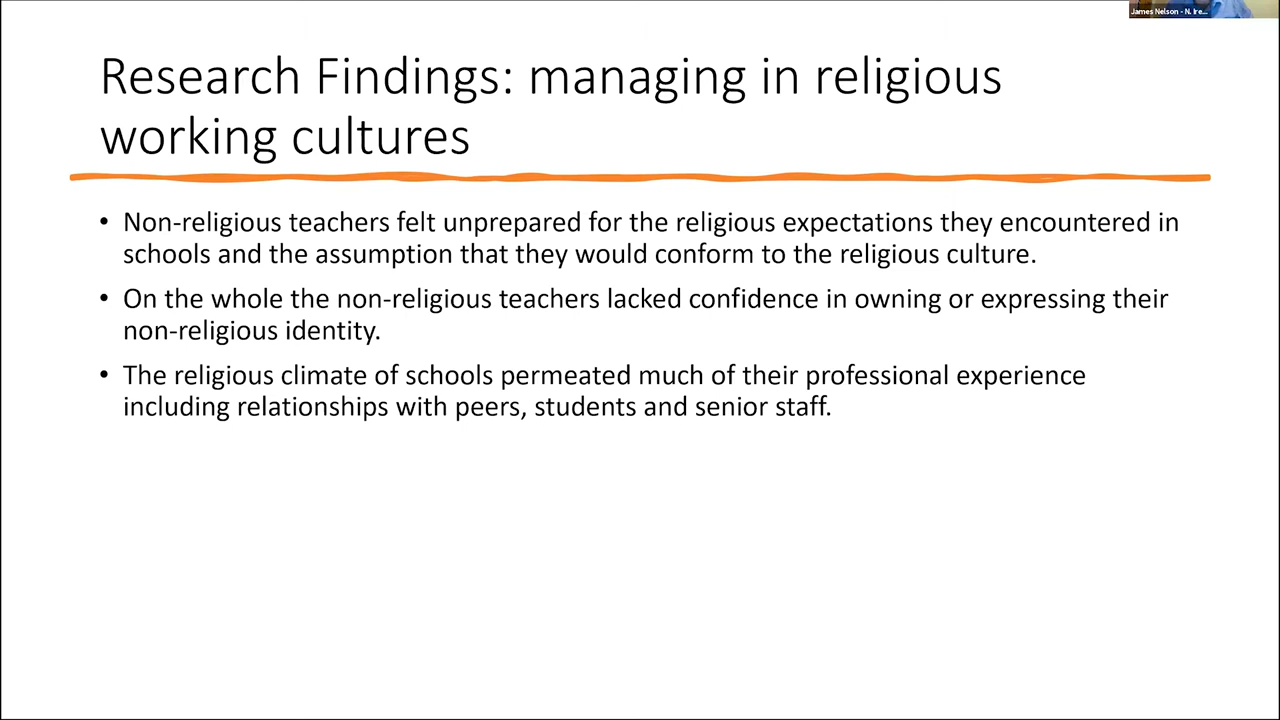 James Nelson - N. Ire...
Research Findings: managing in religious
working cultures
• Non-religious teachers felt unprepared for the religious expectations they encountered in
schools and the assumption that they would conform to the religious culture.
• On the whole the non-religious teachers lacked confidence in owning or expressing their
non-religious identity.
• The religious climate of schools permeated much of their professional experience
including relationships with peers, students and senior staff.